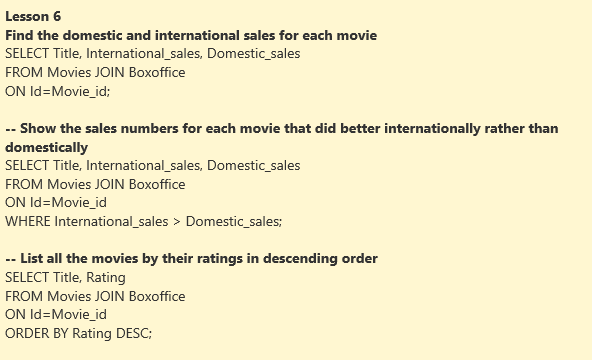 Lesson 6
Find the domestic and international sales for each movie
SELECT Title, International_sales, Domestic_sales
FROM Movies JOIN Boxoffice
ON Id=Movie_id;
-- Show the sales numbers for each movie that did better internationally rather than
domestically
SELECT Title, International_sales, Domestic_sales
FROM Movies JOIN Boxoffice
ON Id=Movie_id
WHERE International_sales > Domestic_sales;
-- List all the movies by their ratings in descending order
SELECT Title, Rating
FROM Movies JOIN Boxoffice
ON Id=Movie_id
ORDER BY Rating DESC;